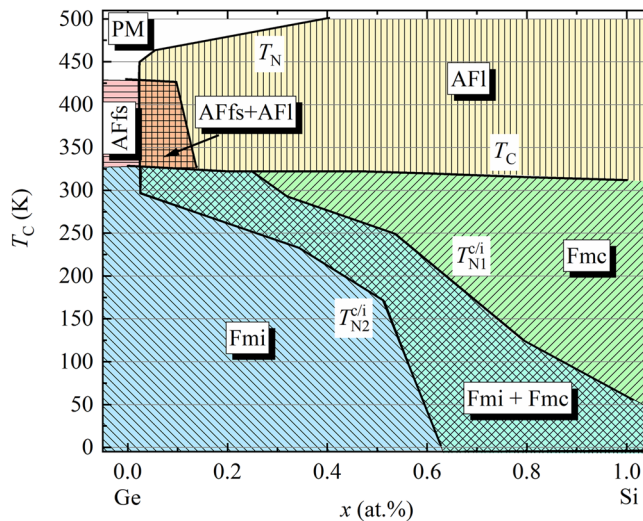 500
450
400
350
300
250
200
150
100
50
0
T_C (K)
PM
T_N
AFl
AFfs
AFfs+AFl
T_C
T_N1^c/i
Fmc
T_N2^c/i
Fmi
Fmi + Fmc
0.0 0.2 0.4 0.6 0.8 1.0
Ge x (at.%) Si